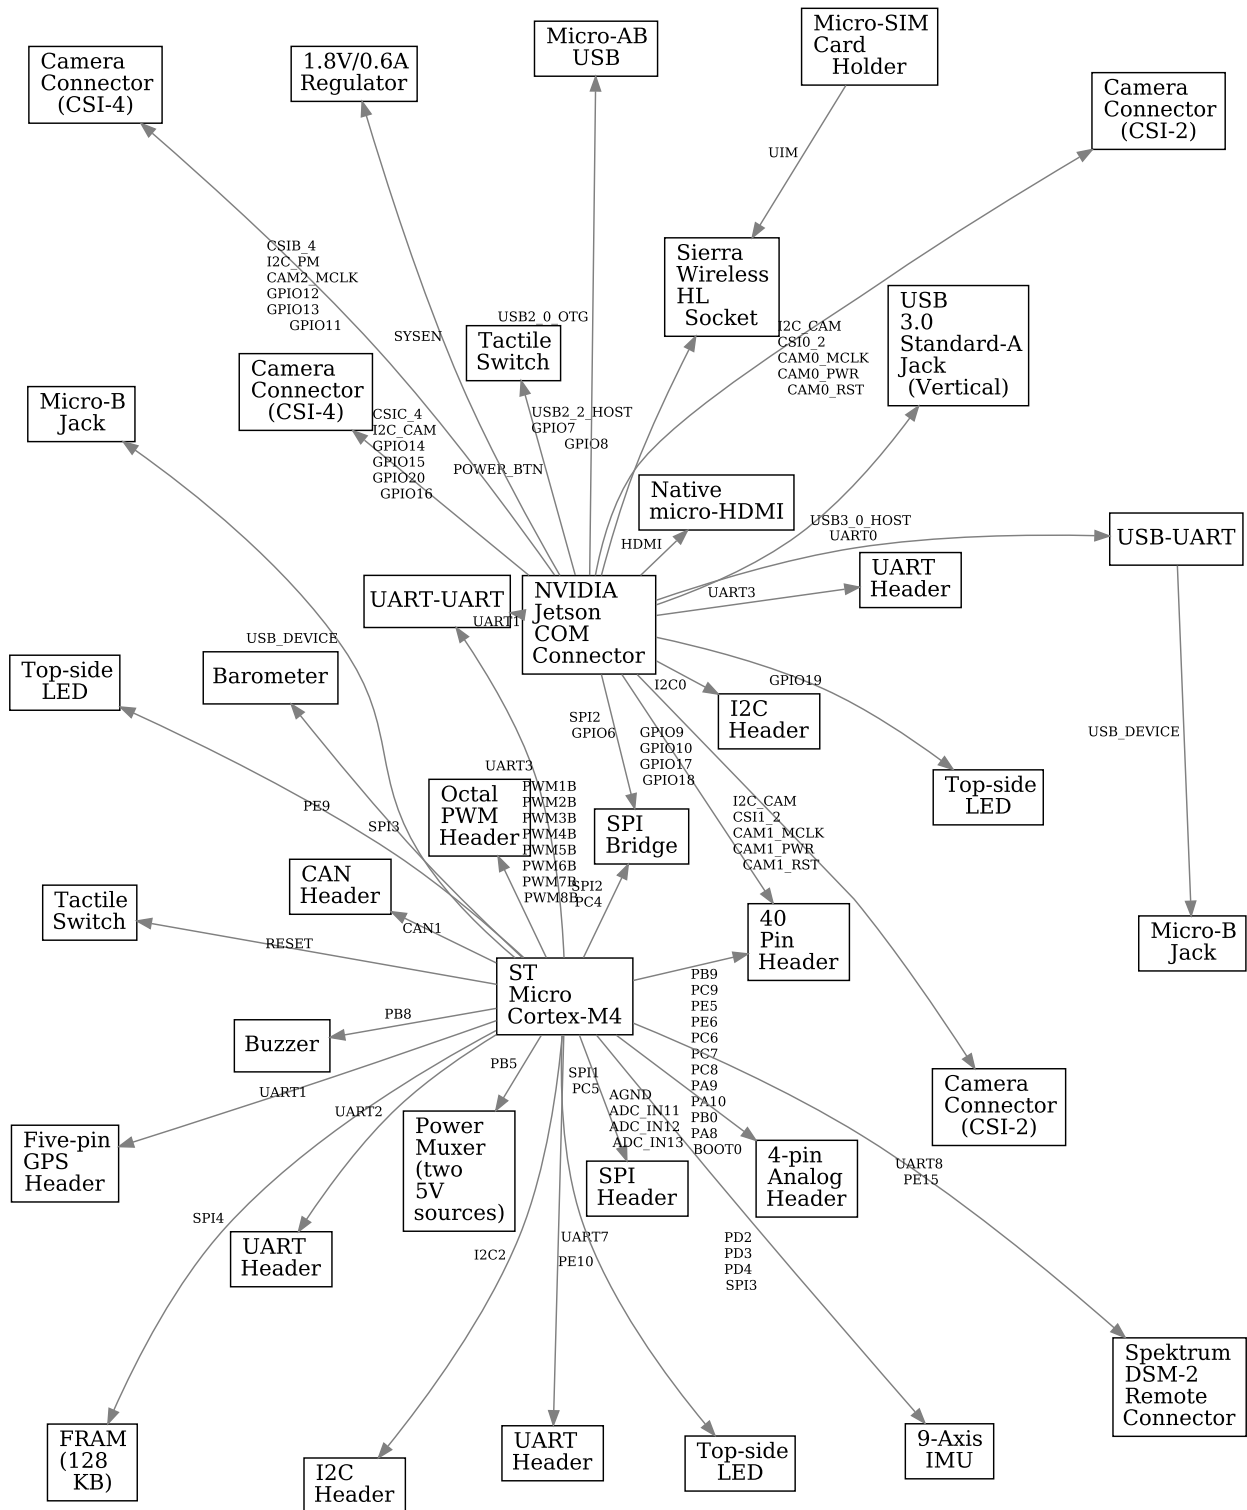 Camera
Connector
(CSI-4)
1.8V/0.6A
Regulator
Micro-AB
USB
Micro-SIM
Card
Holder
Camera
Connector
(CSI-2)
UIM
CSIB_4
I2C_PM
CAM2_MCLK
GPIO12
GPIO13
GPIO11
SYSEN
USB2_0_OTG
Sierra
Wireless
HL
Socket
USB
3.0
Standard-A
Jack
(Vertical)
I2C_CAM
CSI0_2
CAM0_MCLK
CAM0_PWR
CAM0_RST
Tactile
Switch
Camera
Connector
(CSI-4)
Micro-B
Jack
CSIC_4
I2C_CAM
GPIO14
GPIO15
GPIO20
GPIO16
USB2_2_HOST
GPIO7
GPIO8
POWER_BTN
Native
micro-HDMI
HDMI
USB3_0_HOST
UART0
USB-UART
UART-UART
UART1
NVIDIA
Jetson
COM
Connector
UART3
UART
Header
USB_DEVICE
Top-side
LED
Barometer
I2C0
GPIO19
I2C
Header
SPI2
GPIO6
GPIO9
GPIO10
GPIO17
GPIO18
USB_DEVICE
UART3
Top-side
LED
PE9
SPI3
Octal
PWM
Header
PWM1B
PWM2B
PWM3B
PWM4B
PWM5B
PWM6B
PWM7B
PWM8B
SPI
Bridge
I2C_CAM
CSI1_2
CAM1_MCLK
CAM1_PWR
CAM1_RST
CAN
Header
SPI2
PC4
Tactile
Switch
RESET
CAN1
40
Pin
Header
Micro-B
Jack
ST
Micro
Cortex-M4
PB9
PC9
PE5
PE6
PC6
PC7
PC8
PA9
PA10
PB0
PA8
BOOT0
PB8
Buzzer
UART1
UART2
PB5
SPI1
PC5
AGND
ADC_IN11
ADC_IN12
ADC_IN13
Camera
Connector
(CSI-2)
Five-pin
GPS
Header
Power
Muxer
(two
5V
sources)
SPI
Header
4-pin
Analog
Header
UART8
PE15
SPI4
UART
Header
I2C2
UART7
PE10
PD2
PD3
PD4
SPI3
Spektrum
DSM-2
Remote
Connector
FRAM
(128
KB)
I2C
Header
UART
Header
Top-side
LED
9-Axis
IMU